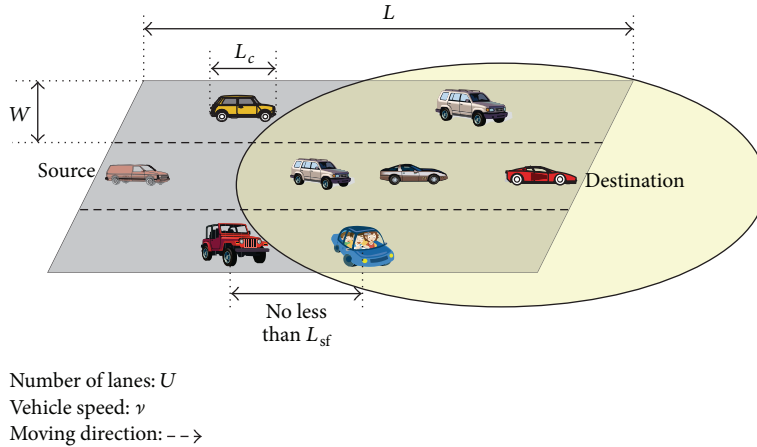 L
L_c
W
Source
Destination
No less
than L_sf
Number of lanes: U
Vehicle speed: ν
Moving direction: -->